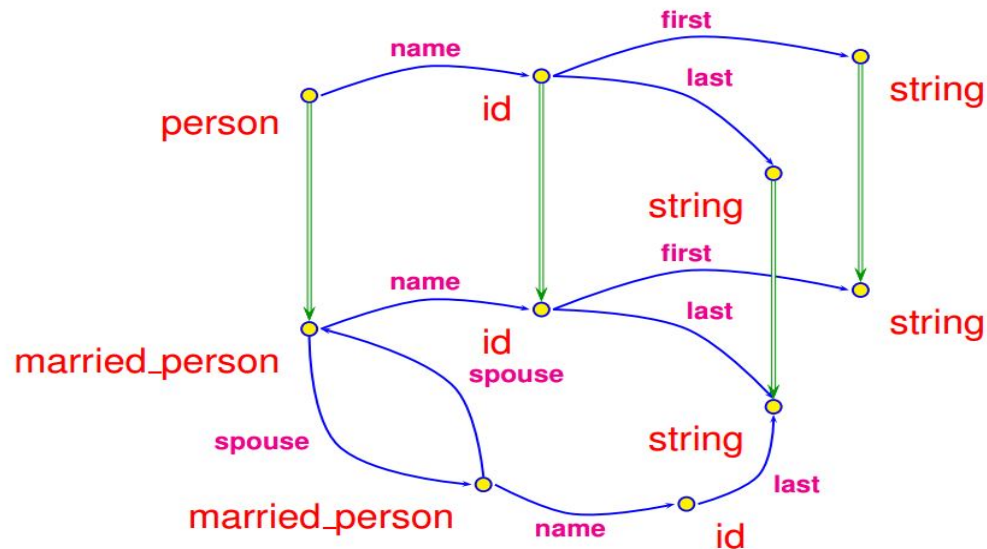 first
name
last
string
id
person
string
first
name
last
string
id
married_person
spouse
spouse
string
last
married_person
name
id